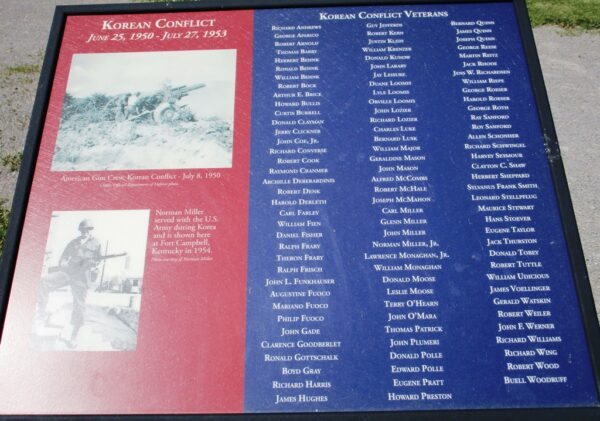 Korean Conflict
June 25, 1950 - July 27, 1953
American Gun Crew, Korean Conflict - July 8, 1950
Norman Miller
served with the U.S.
Army during Korea
and is shown here
at Fort Campbell,
Kentucky in 1954.
Photo courtesy of Norman Miller
Korean Conflict Veterans
Richard Andrews
George Aparico
Robert Arnold
Thomas Barry
Herbert Behnk
Ronald Behnk
William Behnk
Robert Bock
Arthur E. Brice
Howard Bullis
Curtis Burrell
Donald Clayman
Jerry Clickner
John Coe, Jr.
Richard Converse
Robert Cook
Raymond Cranmer
Archille Debeerardinis
Robert Denk
Harold Derleth
Carl Farley
William Fien
Daniel Fisher
Ralph Frary
Theron Frary
Ralph Frisch
John L. Funkhauser
Augustine Fuoco
Mariano Fuoco
Philip Fuoco
John Gade
Clarence Goodberlet
Ronald Gottschalk
Boyd Gray
Richard Harris
James Hughes
Guy Jeffords
Robert Kern
Justin Klein
William Krenzer
Donald Kunow
John Labary
Jay Leisure
Duane Loomis
Lyle Loomis
Orville Loomis
John Lozier
Richard Lozier
Charles Luke
Bernard Lusk
William Major
Geraldine Mason
John Mason
Alfred McCombs
Robert McHale
Joseph McMahon
Carl Miller
Glenn Miller
John Miller
Norman Miller, Jr.
Lawrence Monaghan, Jr.
William Monaghan
Donald Moose
Leslie Moose
Terry O'Hearn
John O'Mara
Thomas Patrick
John Plumeri
Donald Polle
Edward Polle
Eugene Pratt
Howard Preston
Bernard Quinn
James Quinn
Joseph Quinn
George Reese
Martin Reitz
Jack Rhode
Jens W. Richardsen
William Riepe
George Roeser
Harold Roeser
George Roth
Ray Sanford
Roy Sanford
Allen Schosmer
Richard Schwingel
Harvey Seymour
Clayton C. Shaw
Herbert Sheppard
Sylvanus Frank Smith
Leonard Stellpflug
Maurice Stewart
Hans Stoever
Eugene Taylor
Jack Thurston
Donald Tobey
Robert Tuttle
William Udicious
James Voellinger
Gerald Watskin
Robert Weiler
John F. Werner
Richard Williams
Richard Wing
Robert Wood
Buell Woodruff